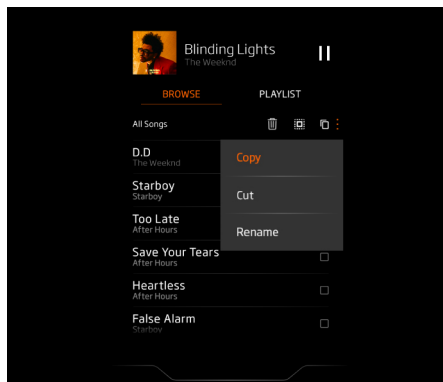 Blinding Lights
The Weeknd
BROWSE
PLAYLIST
All Songs
D.D
The Weeknd
Copy
Starboy
Starboy
Cut
Too Late
After Hours
Rename
Save Your Tears
After Hours
Heartless
After Hours
False Alarm
Starboy